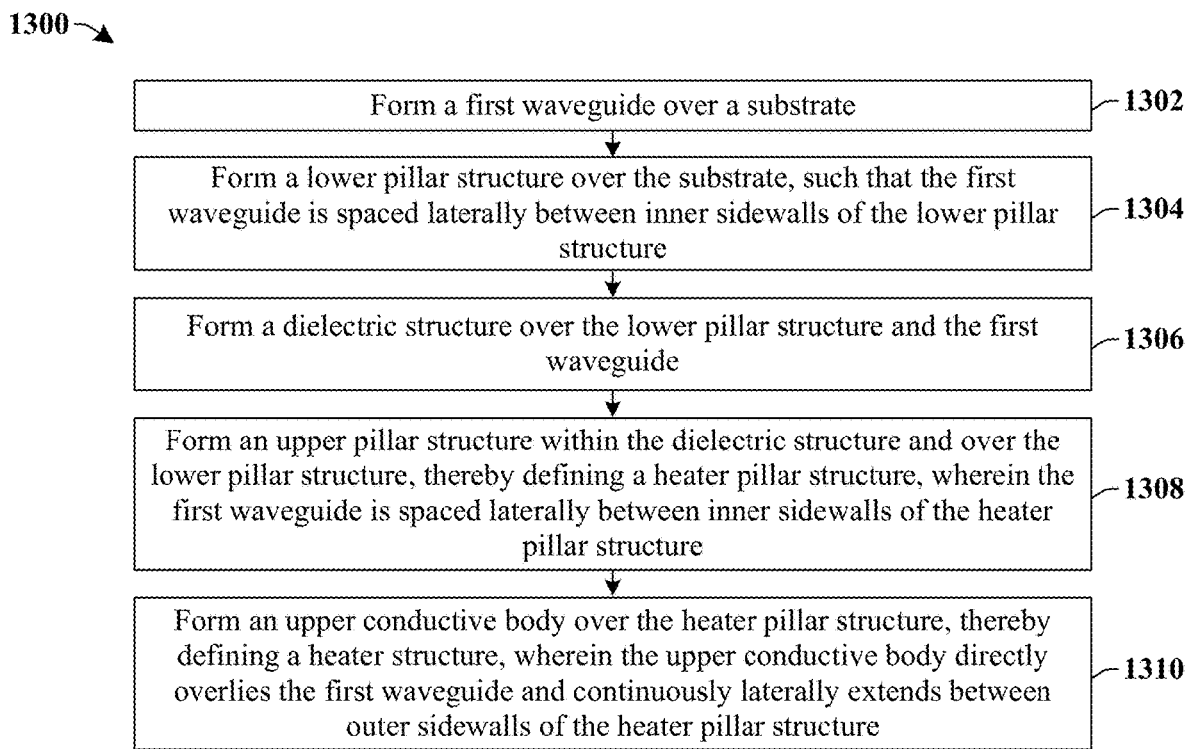 1300
Form a first waveguide over a substrate
1302
Form a lower pillar structure over the substrate, such that the first
waveguide is spaced laterally between inner sidewalls of the lower pillar
structure
1304
Form a dielectric structure over the lower pillar structure and the first
waveguide
1306
Form an upper pillar structure within the dielectric structure and over the
lower pillar structure, thereby defining a heater pillar structure, wherein the
first waveguide is spaced laterally between inner sidewalls of the heater
pillar structure
1308
Form an upper conductive body over the heater pillar structure, thereby
defining a heater structure, wherein the upper conductive body directly
overlies the first waveguide and continuously laterally extends between
outer sidewalls of the heater pillar structure
1310